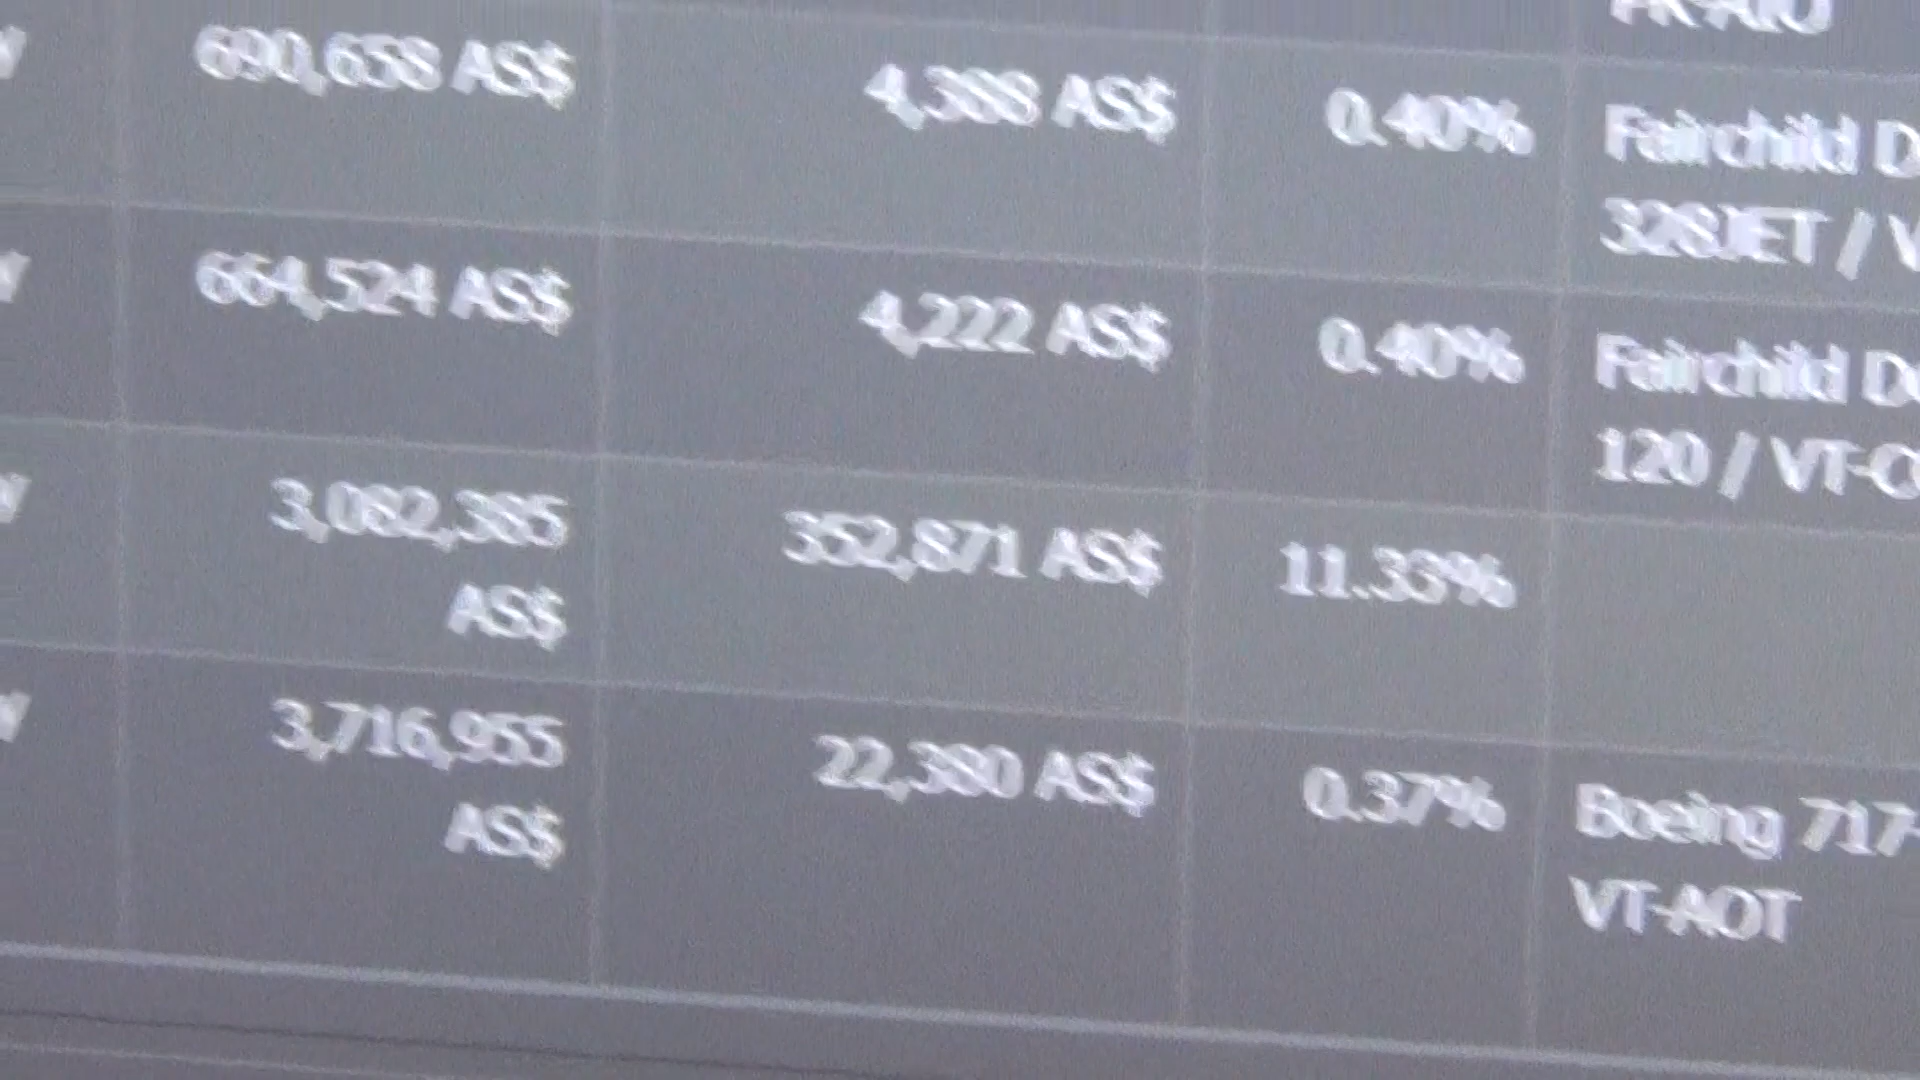 690,658 AS$ 4,388 AS$ 0.40% Fairchild D
328JET / V
664,524 AS$ 4,222 AS$ 0.40% Fairchild Do
120 / VT-C
3,082,385 352,871 AS$ 11.33%
AS$
3,716,955 22,380 AS$ 0.37% Boeing 717-
AS$ VT-AOT